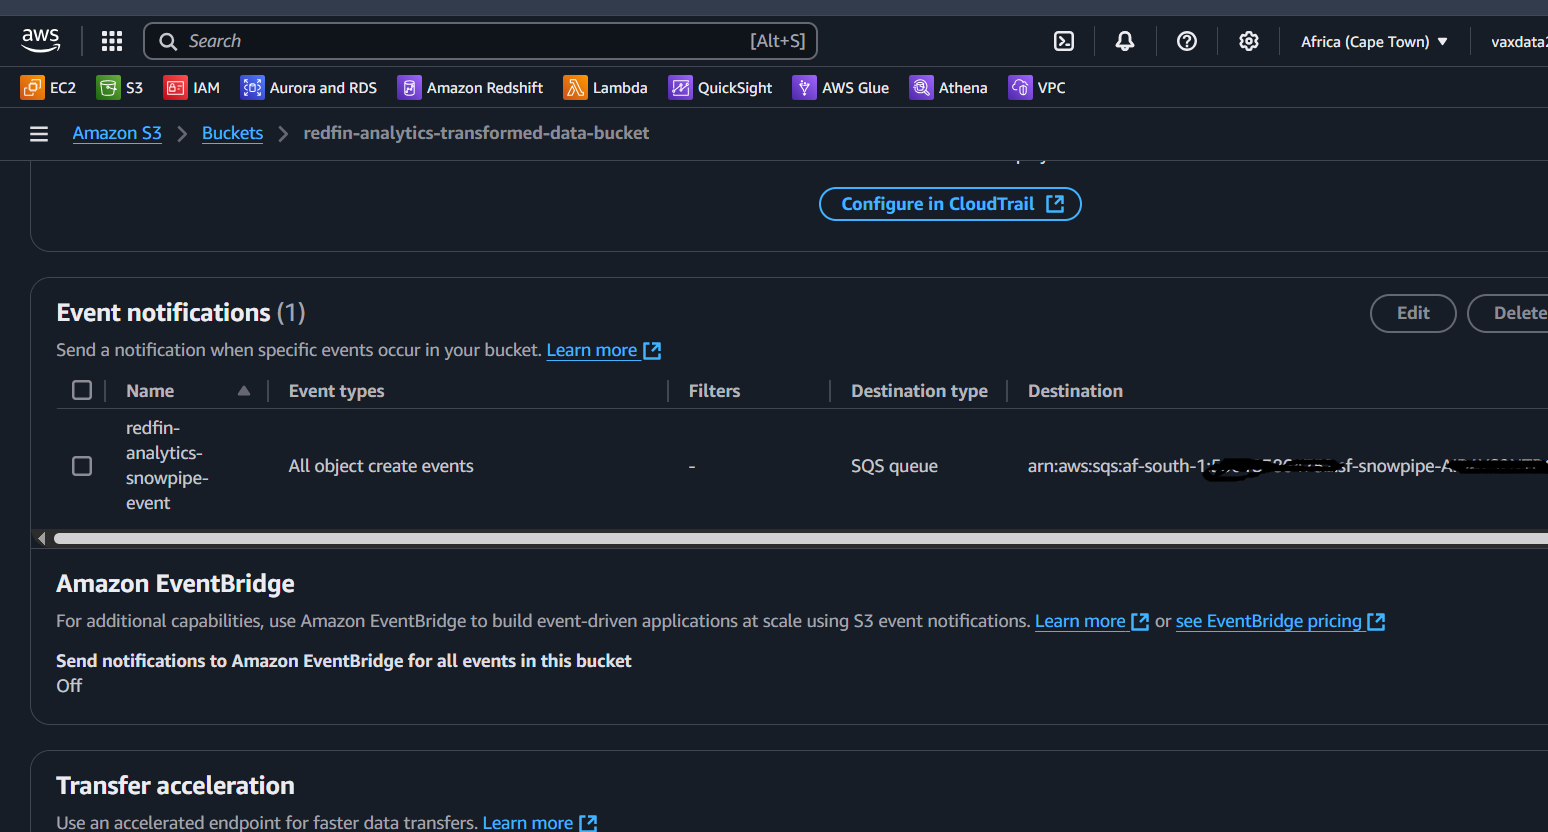 aws Search [Alt+S] Africa (Cape Town)
EC2 S3 IAM Aurora and RDS Amazon Redshift Lambda QuickSight AWS Glue Athena VPC
Amazon S3 > Buckets > redfin-analytics-transformed-data-bucket
Configure in CloudTrail
Event notifications (1) Edit Delete
Send a notification when specific events occur in your bucket. Learn more
Name Event types Filters Destination type Destination
redfin-
analytics-
snowpipe-
event
All object create events - SQS queue arn:aws:sqs:af-south-1: sf-snowpipe-
Amazon EventBridge
For additional capabilities, use Amazon EventBridge to build event-driven applications at scale using S3 event notifications. Learn more or see EventBridge pricing
Send notifications to Amazon EventBridge for all events in this bucket
Off
Transfer acceleration
Use an accelerated endpoint for faster data transfers. Learn more